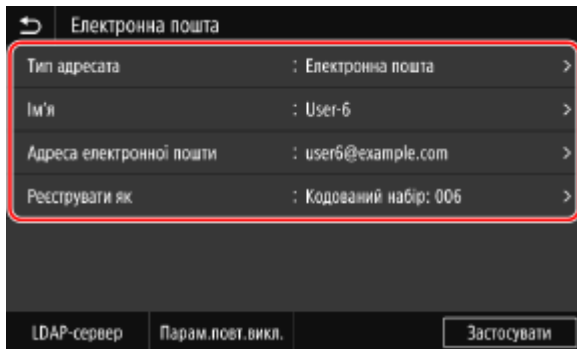 Електронна пошта
Тип адресата : Електронна пошта >
Ім'я : User-6 >
Адреса електронної пошти : user6@example.com >
Реєструвати як : Кодований набір: 006 >
LDAP-сервер Парам.повт.викл. Застосувати